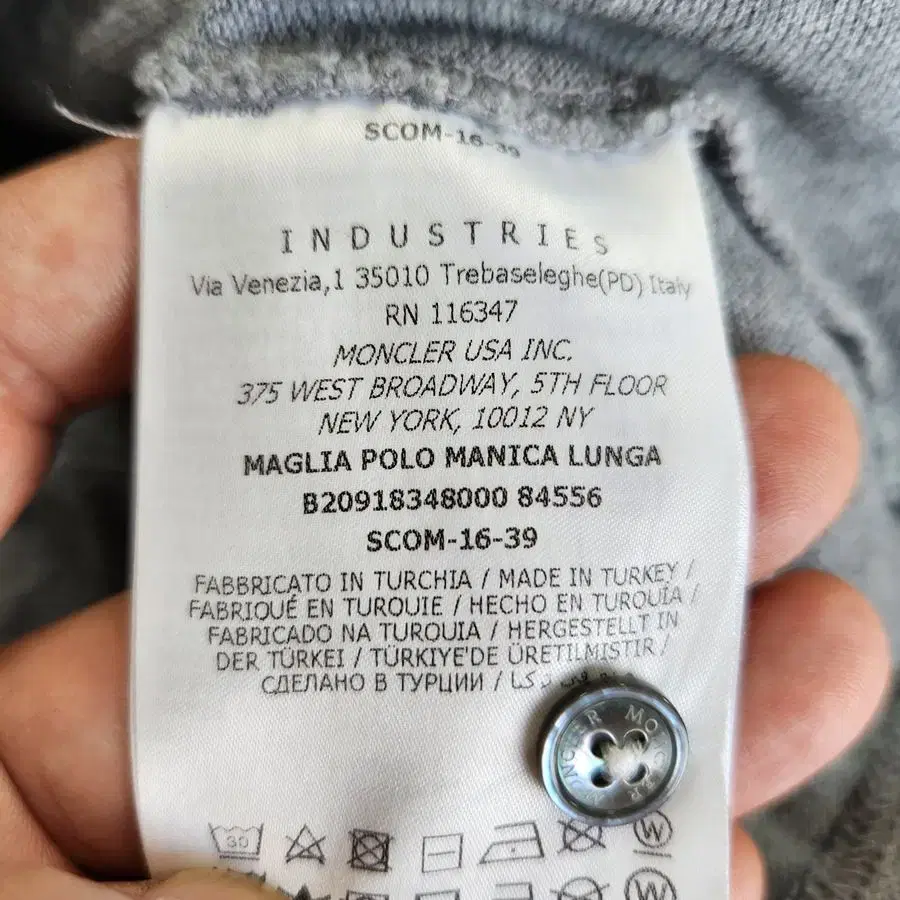 SCOM-16-39
INDUSTRIES
Via Venezia,1 35010 Trebaseleghe(PD) Italy
RN 116347
MONCLER USA INC.
375 WEST BROADWAY, 5TH FLOOR
NEW YORK, 10012 NY
MAGLIA POLO MANICA LUNGA
B20918348000 84556
SCOM-16-39
FABBRICATO IN TURCHIA / MADE IN TURKEY /
FABRIQUÉ EN TURQUIE / HECHO EN TURQUÍA /
FABRICADO NA TURQUIA / HERGESTELLT IN
DER TÜRKEI / TÜRKIYE'DE ÜRETILMISTIR /
СДЕЛАНО В ТУРЦИИ /
MONCLER MONCLER
30 W
W